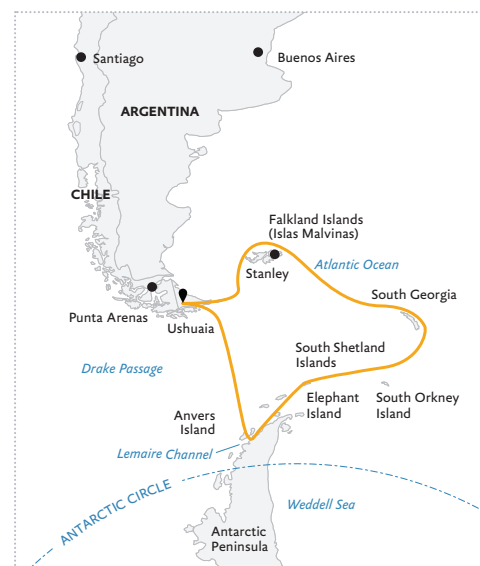 Santiago
Buenos Aires
ARGENTINA
CHILE
Falkland Islands
(Islas Malvinas)
Atlantic Ocean
Stanley
South Georgia
Punta Arenas
Ushuaia
South Shetland
Islands
Drake Passage
Elephant
Island
South Orkney
Island
Anvers
Island
Lemaire Channel
ANTARCTIC CIRCLE
Weddell Sea
Antarctic
Peninsula